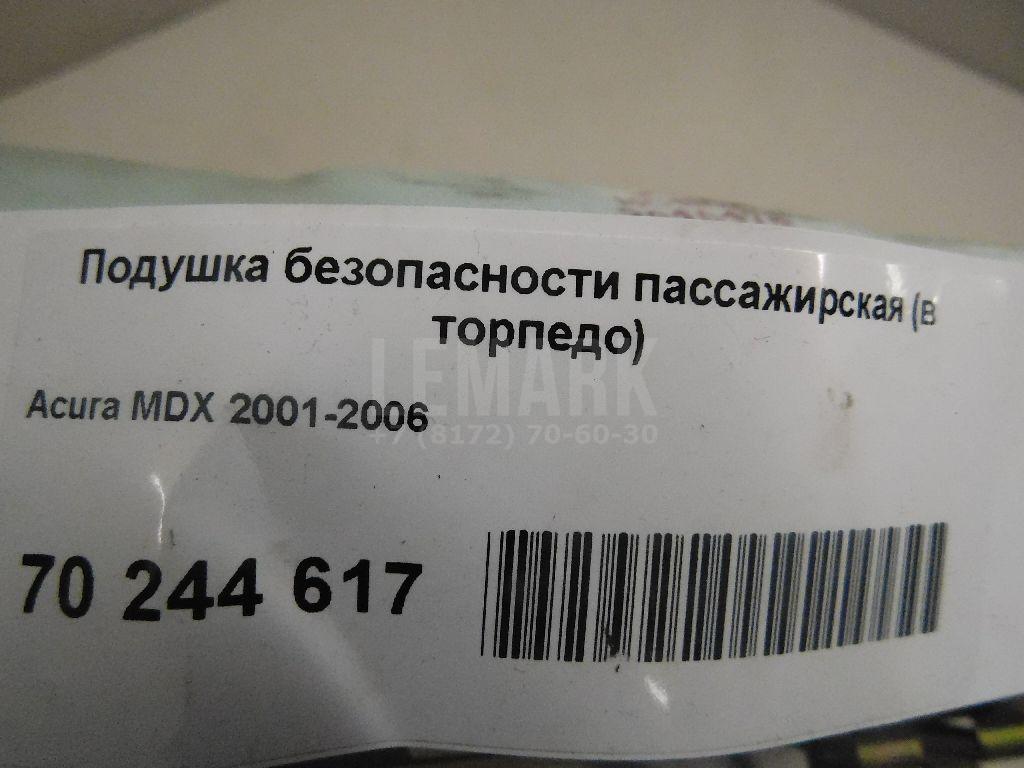 Подушка безопасности пассажирская (в
торпедо)
LEMARK
Acura MDX 2001-2006
+7 (8172) 70-60-30
70 244 617